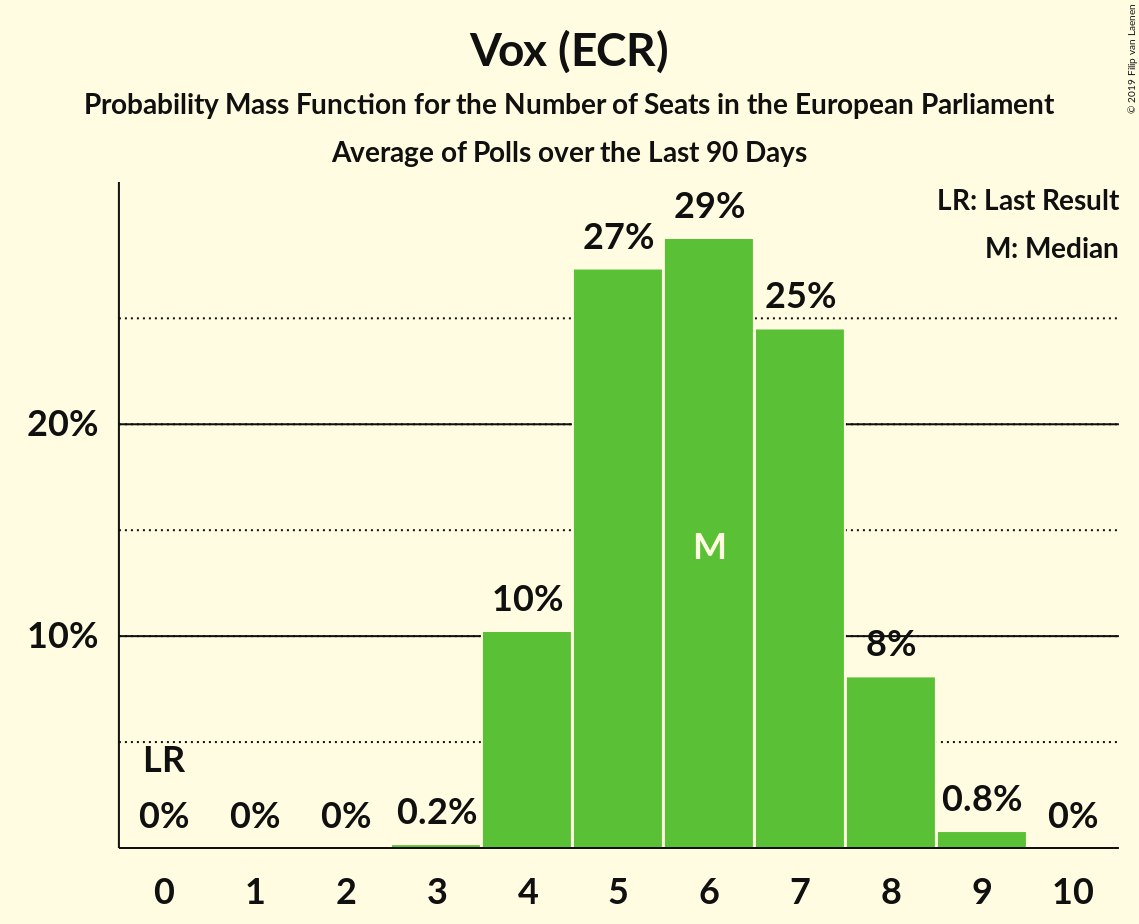 Vox (ECR)
Probability Mass Function for the Number of Seats in the European Parliament
Average of Polls over the Last 90 Days
© 2019 Filip van Laenen
LR: Last Result
M: Median
29%
27%
25%
20%
M
10%
10%
8%
LR
0%
0%
0%
0.2%
0.8%
0%
0 1 2 3 4 5 6 7 8 9 10